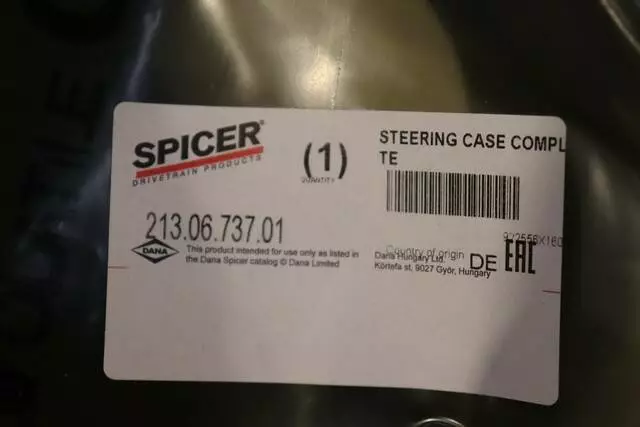 SPICER®
DRIVETRAIN PRODUCTS
(1)
QUANTITY
STEERING CASE COMPL
TE
213.06.737.01
DANA
This product intended for use only as listed in
the Dana Spicer catalog © Dana Limited
Country of origin
DE
Dana Hungary Ltd.
Körtefa st, 9027 Győr, Hungary
EAC